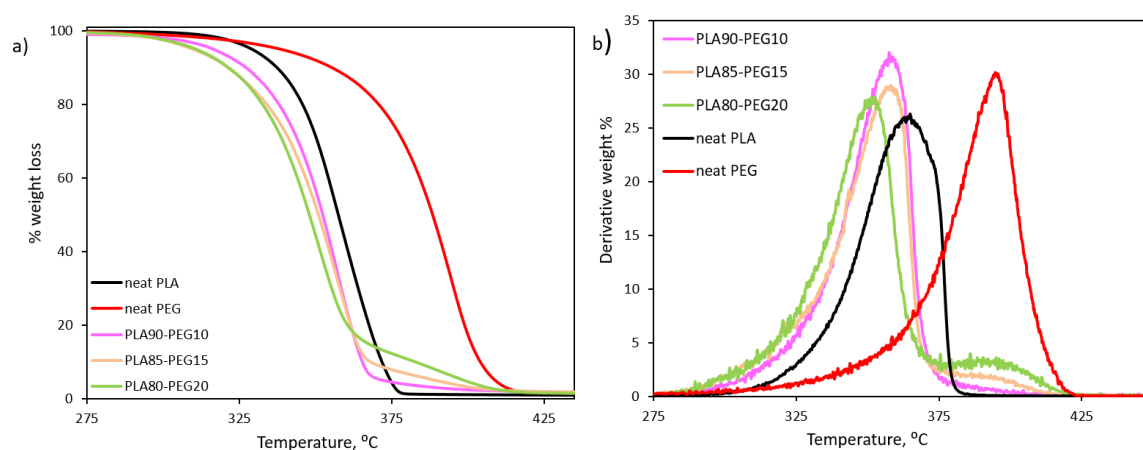 a)
% weight loss
100
80
60
40
20
0
neat PLA
neat PEG
PLA90-PEG10
PLA85-PEG15
PLA80-PEG20
275
325
375
425
Temperature, ºC
b)
Derivative weight %
35
30
25
20
15
10
5
0
PLA90-PEG10
PLA85-PEG15
PLA80-PEG20
neat PLA
neat PEG
275
325
375
425
Temperature, ºC